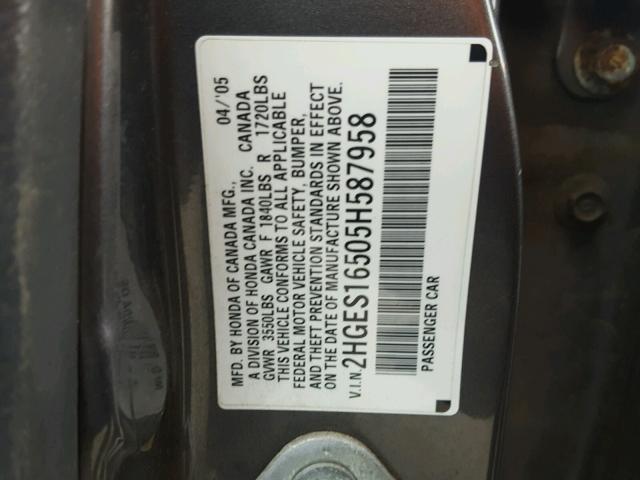 MFD. BY HONDA OF CANADA MFG., 04/'05
A DIVISION OF HONDA CANADA INC. CANADA
GVWR 3550LBS GAWR F 1840LBS R 1720LBS
THIS VEHICLE CONFORMS TO ALL APPLICABLE
FEDERAL MOTOR VEHICLE SAFETY, BUMPER,
AND THEFT PREVENTION STANDARDS IN EFFECT
ON THE DATE OF MANUFACTURE SHOWN ABOVE.
V.I.N. 2HGES16505H587958
PASSENGER CAR